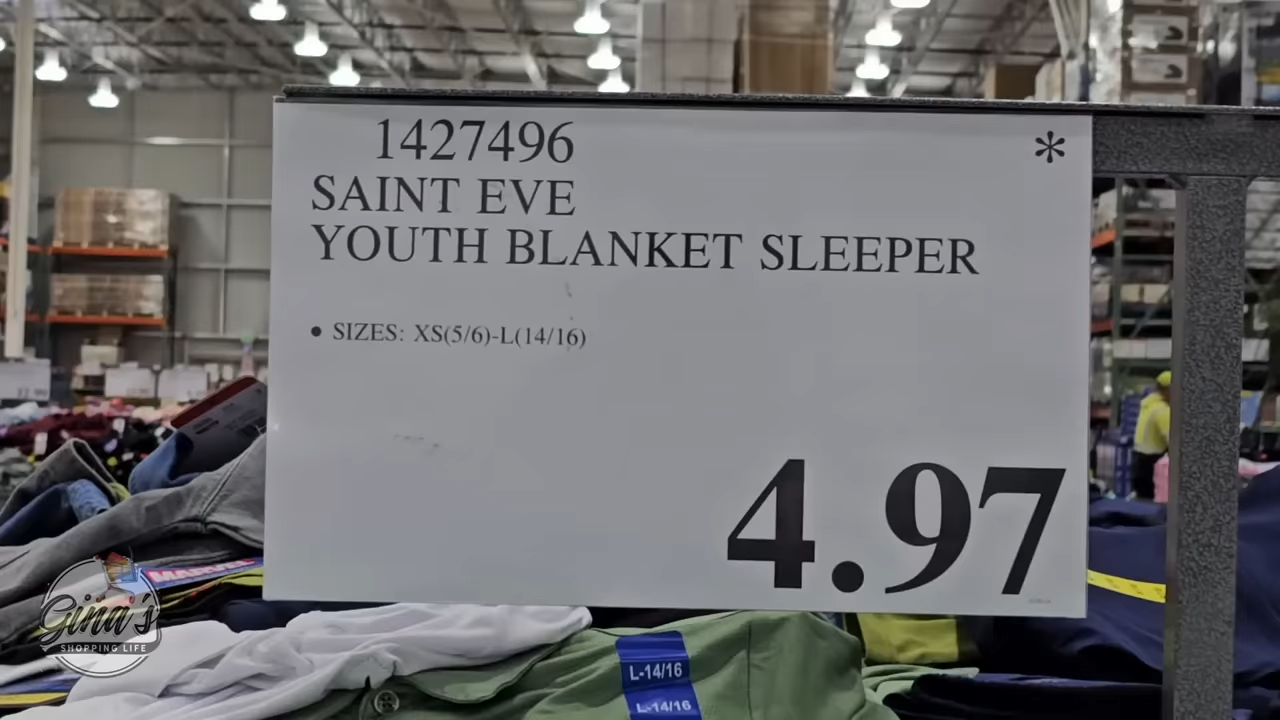 1427496
*
SAINT EVE
YOUTH BLANKET SLEEPER
• SIZES: XS(5/6)-L(14/16)
4.97
MARVEL
Gina's
SHOPPING LIFE
L-14/16
L-14/16